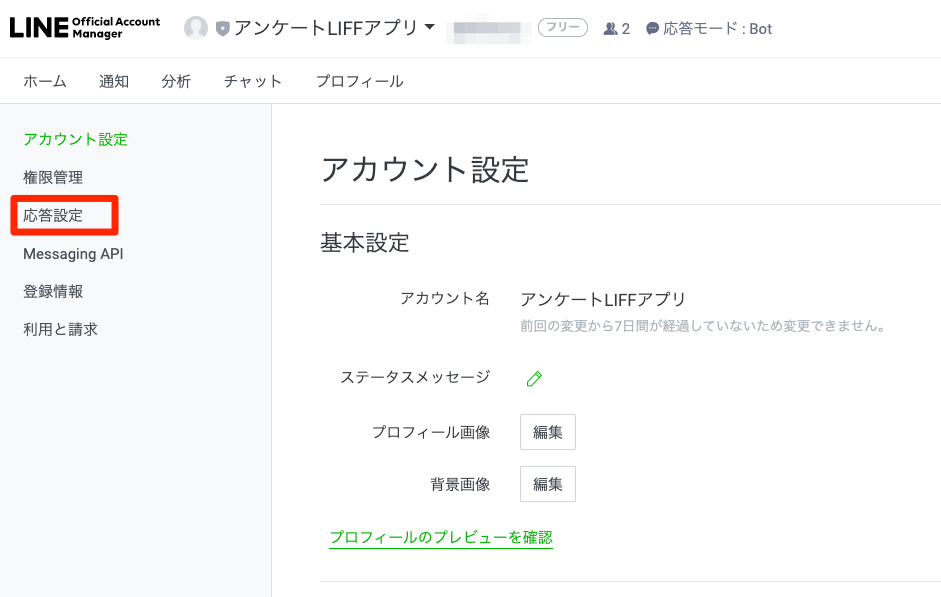 LINE Official Account Manager
アンケートLIFFアプリ フリー 2 応答モード : Bot
ホーム 通知 分析 チャット プロフィール
アカウント設定
権限管理
応答設定
Messaging API
登録情報
利用と請求
アカウント設定
基本設定
アカウント名 アンケートLIFFアプリ
前回の変更から7日間が経過していないため変更できません。
ステータスメッセージ
プロフィール画像 編集
背景画像 編集
プロフィールのプレビューを確認